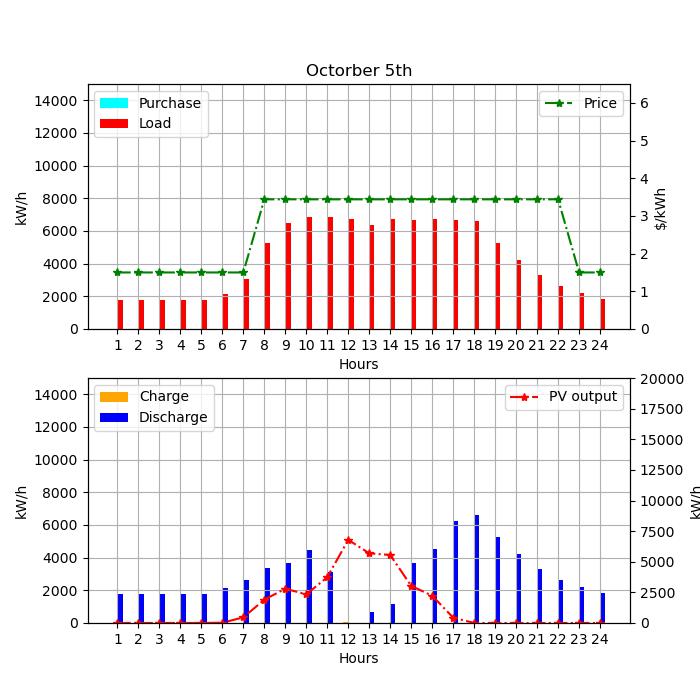 Octorber 5th
14000
12000
10000
8000
6000
4000
2000
0
kW/h
Purchase
Load
Price
6
5
4
3
2
1
0
$/kWh
1 2 3 4 5 6 7 8 9 10 11 12 13 14 15 16 17 18 19 20 21 22 23 24
Hours
14000
12000
10000
8000
6000
4000
2000
0
kW/h
Charge
Discharge
PV output
20000
17500
15000
12500
10000
7500
5000
2500
0
kW/h
1 2 3 4 5 6 7 8 9 10 11 12 13 14 15 16 17 18 19 20 21 22 23 24
Hours